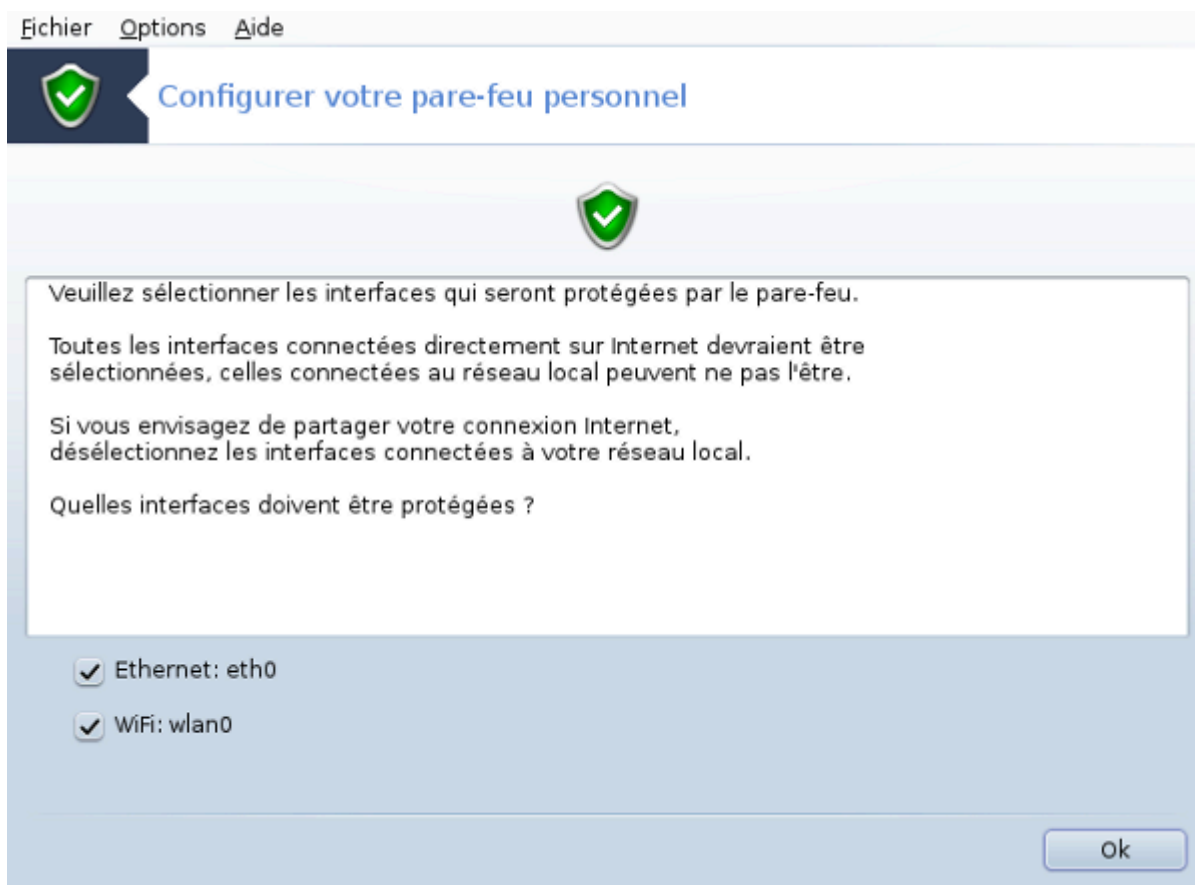 Fichier Options Aide
Configurer votre pare-feu personnel
Veuillez sélectionner les interfaces qui seront protégées par le pare-feu.
Toutes les interfaces connectées directement sur Internet devraient être
sélectionnées, celles connectées au réseau local peuvent ne pas l'être.
Si vous envisagez de partager votre connexion Internet,
désélectionnez les interfaces connectées à votre réseau local.
Quelles interfaces doivent être protégées ?
Ethernet: eth0
WiFi: wlan0
Ok